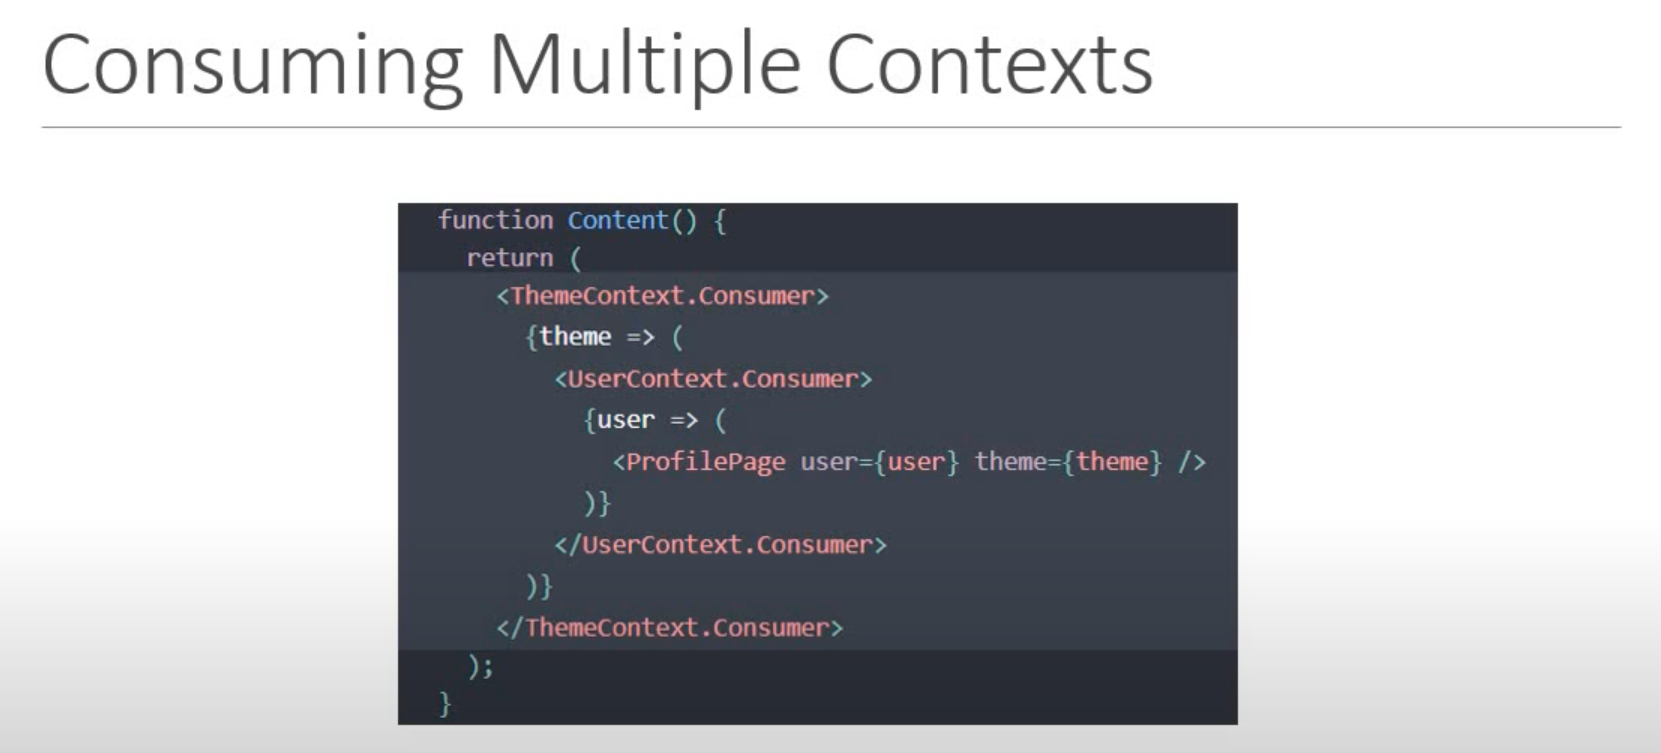 Consuming Multiple Contexts
function Content() {
return (
<ThemeContext.Consumer>
{theme => (
<UserContext.Consumer>
{user => (
<ProfilePage user={user} theme={theme} />
)}
</UserContext.Consumer>
)}
</ThemeContext.Consumer>
);
}